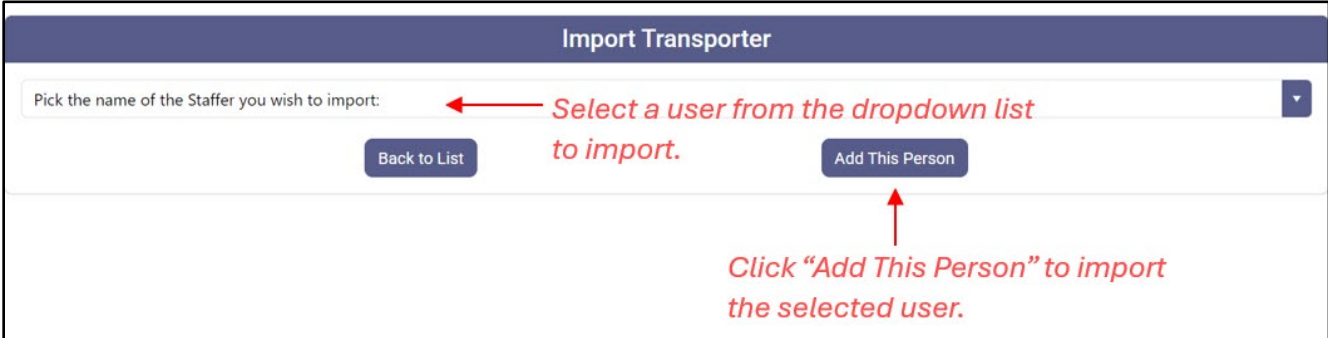 Import Transporter
Pick the name of the Staffer you wish to import:
Select a user from the dropdown list
to import.
Back to List
Add This Person
Click “Add This Person” to import
the selected user.